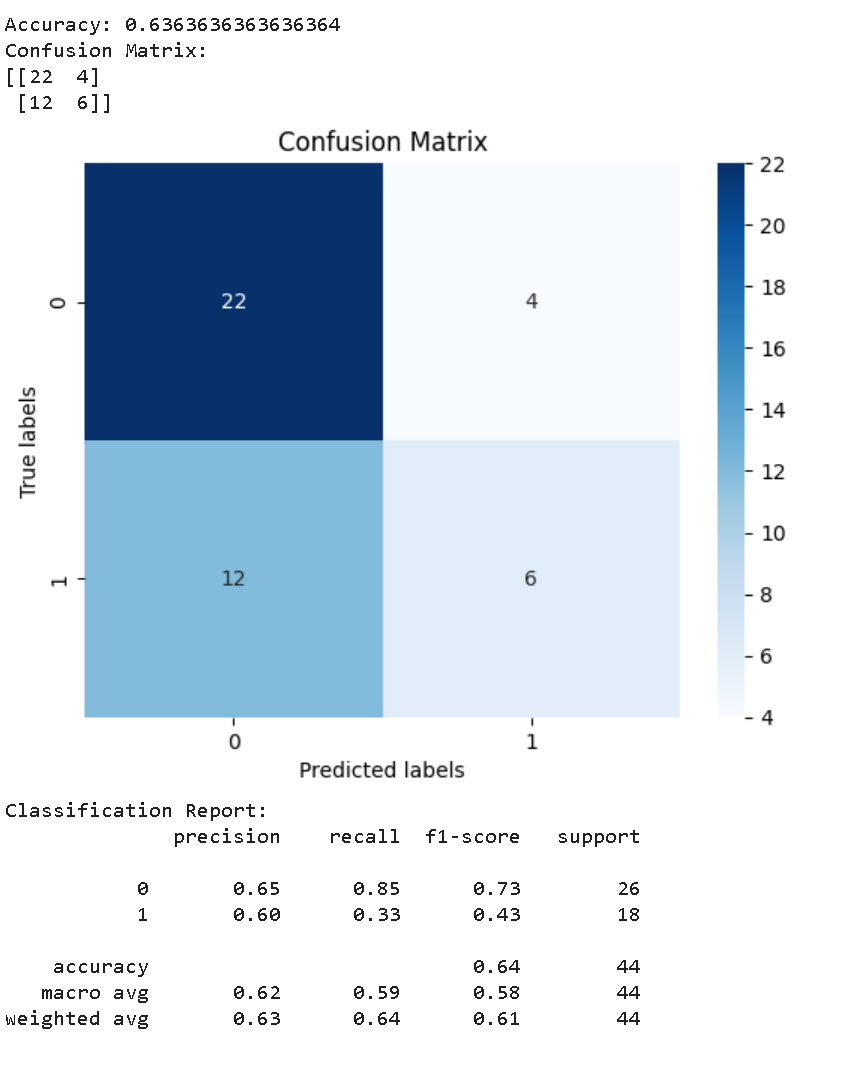 Accuracy: 0.6363636363636364
Confusion Matrix:
[[22  4]
 [12  6]]
Confusion Matrix
22
20
18
16
14
12
10
8
6
4
True labels
0
1
22
4
12
6
0
1
Predicted labels
Classification Report:
              precision    recall  f1-score   support
           0       0.65      0.85      0.73        26
           1       0.60      0.33      0.43        18
    accuracy                           0.64        44
   macro avg       0.62      0.59      0.58        44
weighted avg       0.63      0.64      0.61        44